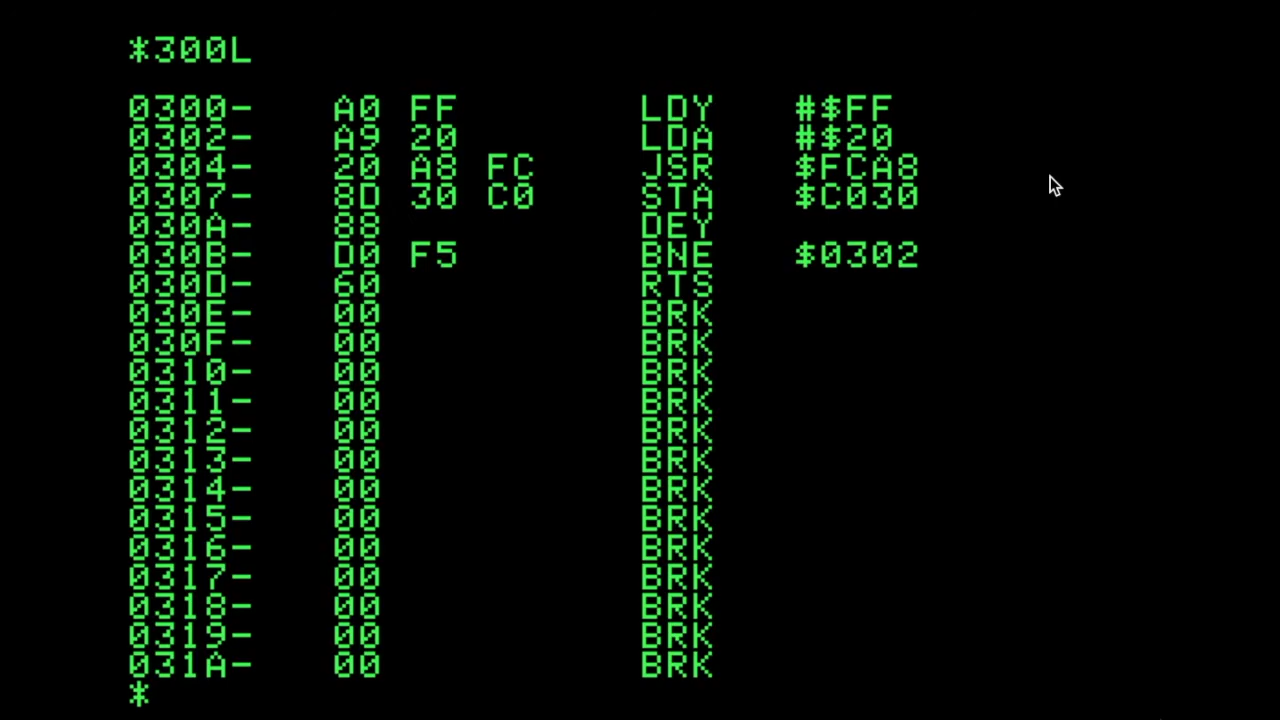 *300L
0300-   A0 FF      LDY   #$FF
0302-   A9 20      LDA   #$20
0304-   20 A8 FC   JSR   $FCA8
0307-   8D 30 C0   STA   $C030
030A-   88         DEY
030B-   D0 F5      BNE   $0302
030D-   60         RTS
030E-   00         BRK
030F-   00         BRK
0310-   00         BRK
0311-   00         BRK
0312-   00         BRK
0313-   00         BRK
0314-   00         BRK
0315-   00         BRK
0316-   00         BRK
0317-   00         BRK
0318-   00         BRK
0319-   00         BRK
031A-   00         BRK
*